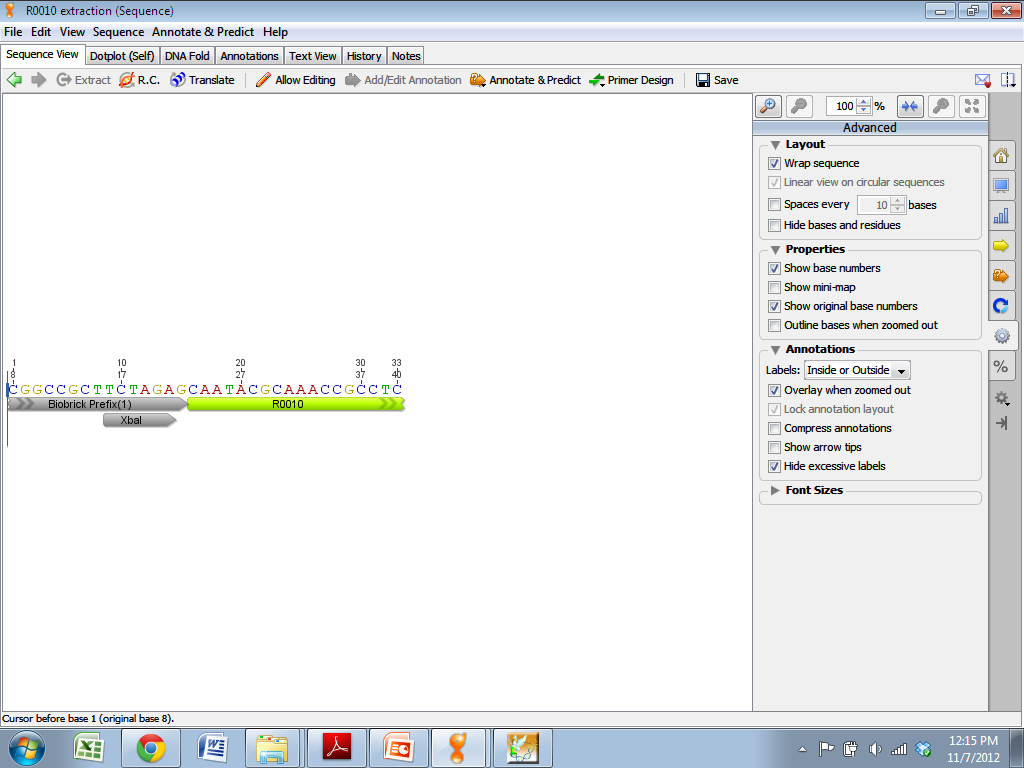 R0010 extraction (Sequence)
File Edit View Sequence Annotate & Predict Help
Sequence View Dotplot (Self) DNA Fold Annotations Text View History Notes
Extract R.C. Translate Allow Editing Add/Edit Annotation Annotate & Predict Primer Design Save
100 %
Advanced
Layout
Wrap sequence
Linear view on circular sequences
Spaces every 10 bases
Hide bases and residues
Properties
Show base numbers
Show mini-map
Show original base numbers
Outline bases when zoomed out
Annotations
Labels: Inside or Outside
Overlay when zoomed out
Lock annotation layout
Compress annotations
Show arrow tips
Hide excessive labels
Font Sizes
%
1 10 20 30 33
8 17 27 37 40
CGGCCGCTTCTAGAGCAATACGCAAACCGCCTC
Biobrick Prefix(1) R0010
XbaI
Cursor before base 1 (original base 8).
12:15 PM
11/7/2012